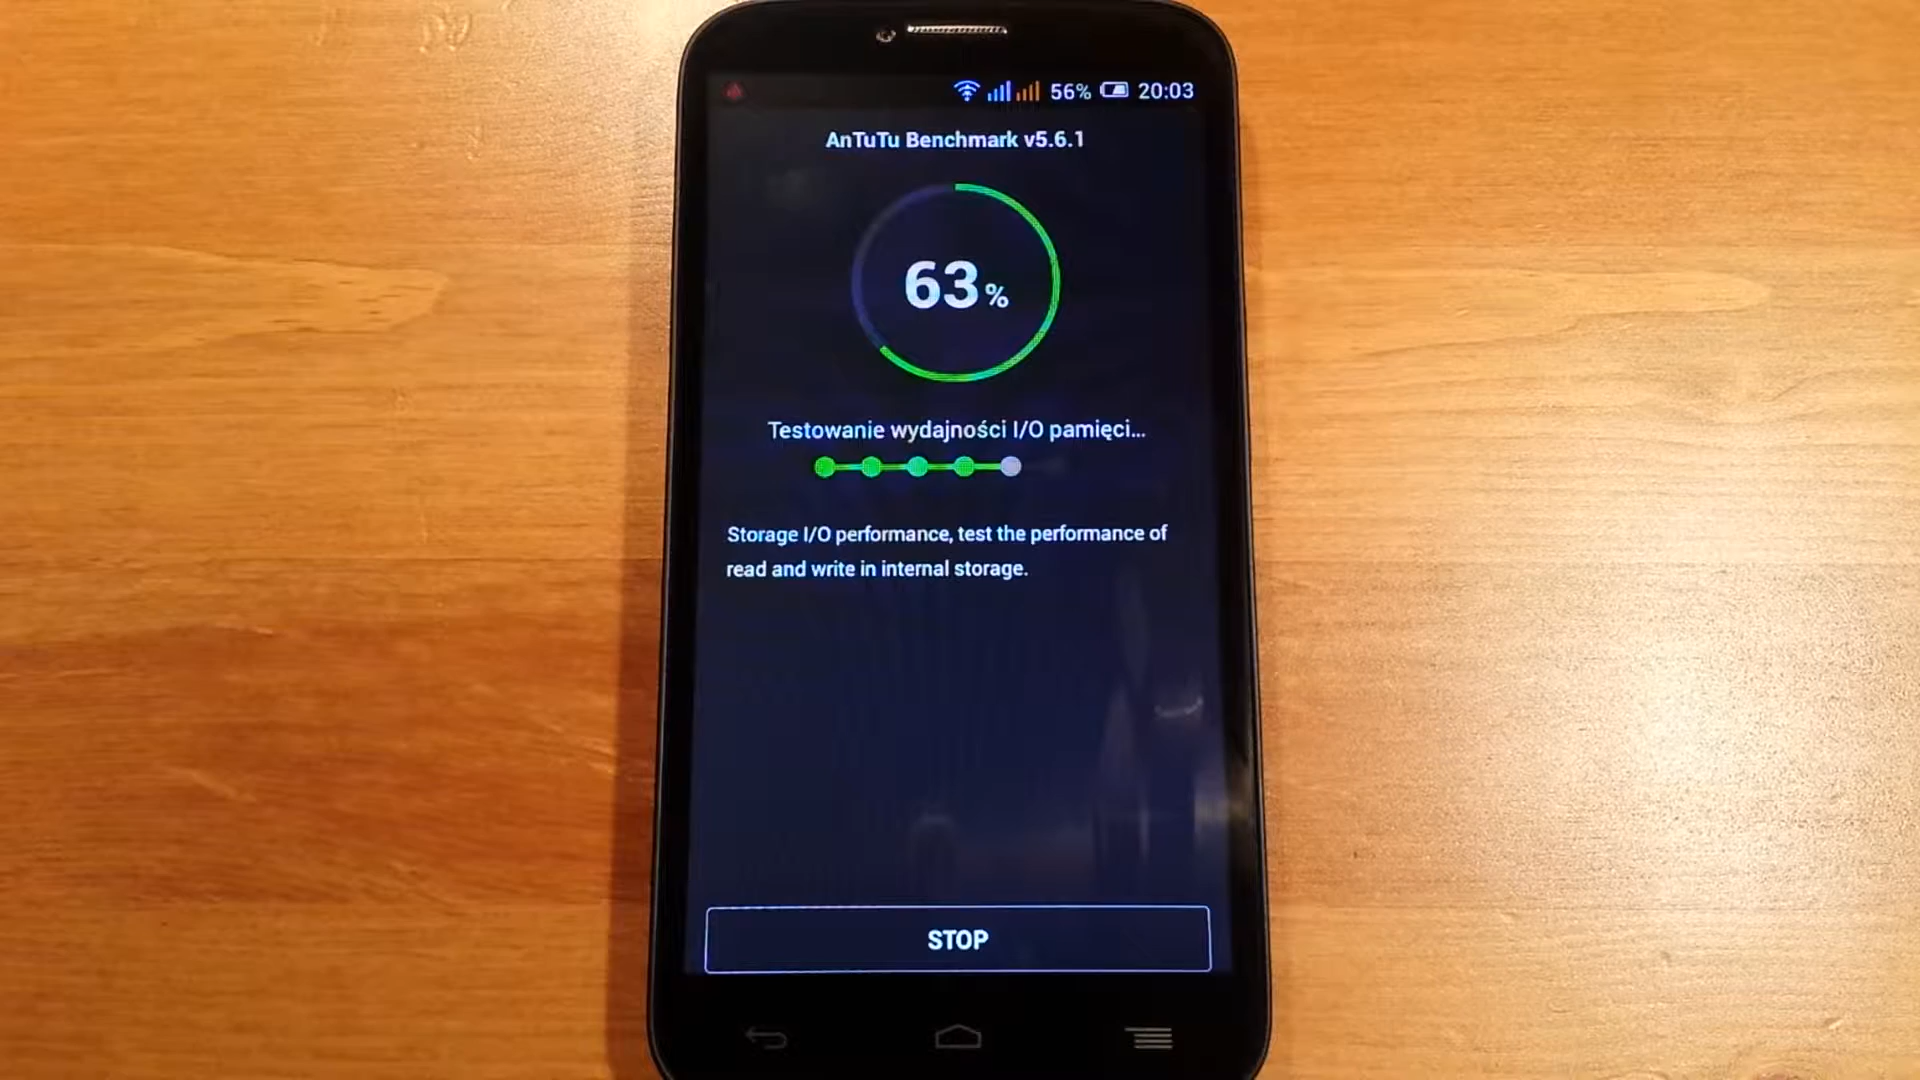 56% 20:03
AnTuTu Benchmark v5.6.1
63%
Testowanie wydajności I/O pamięci...
Storage I/O performance, test the performance of
read and write in internal storage.
STOP